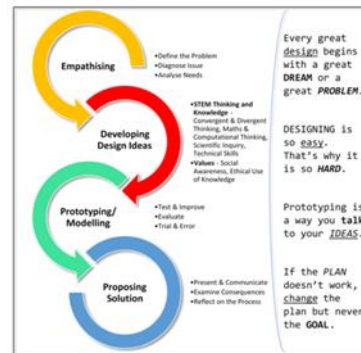 Empathising
•Define the Problem
•Diagnose Issue
•Analyse Needs
Developing
Design Ideas
•STEM Thinking and
Knowledge -
Convergent & Divergent
Thinking, Maths &
Computational Thinking,
Scientific Inquiry,
Technical Skills
•Values - Social
Awareness, Ethical Use
of Knowledge
Prototyping/
Modelling
•Test & Improve
•Evaluate
•Trial & Error
Proposing
Solution
•Present & Communicate
•Examine Consequences
•Reflect on the Process
Every great
design begins
with a great
DREAM or a
great PROBLEM.
DESIGNING is
so easy.
That's why it
is so HARD.
Prototyping is
a way you talk
to your IDEAS.
If the PLAN
doesn't work,
change the
plan but never
the GOAL.